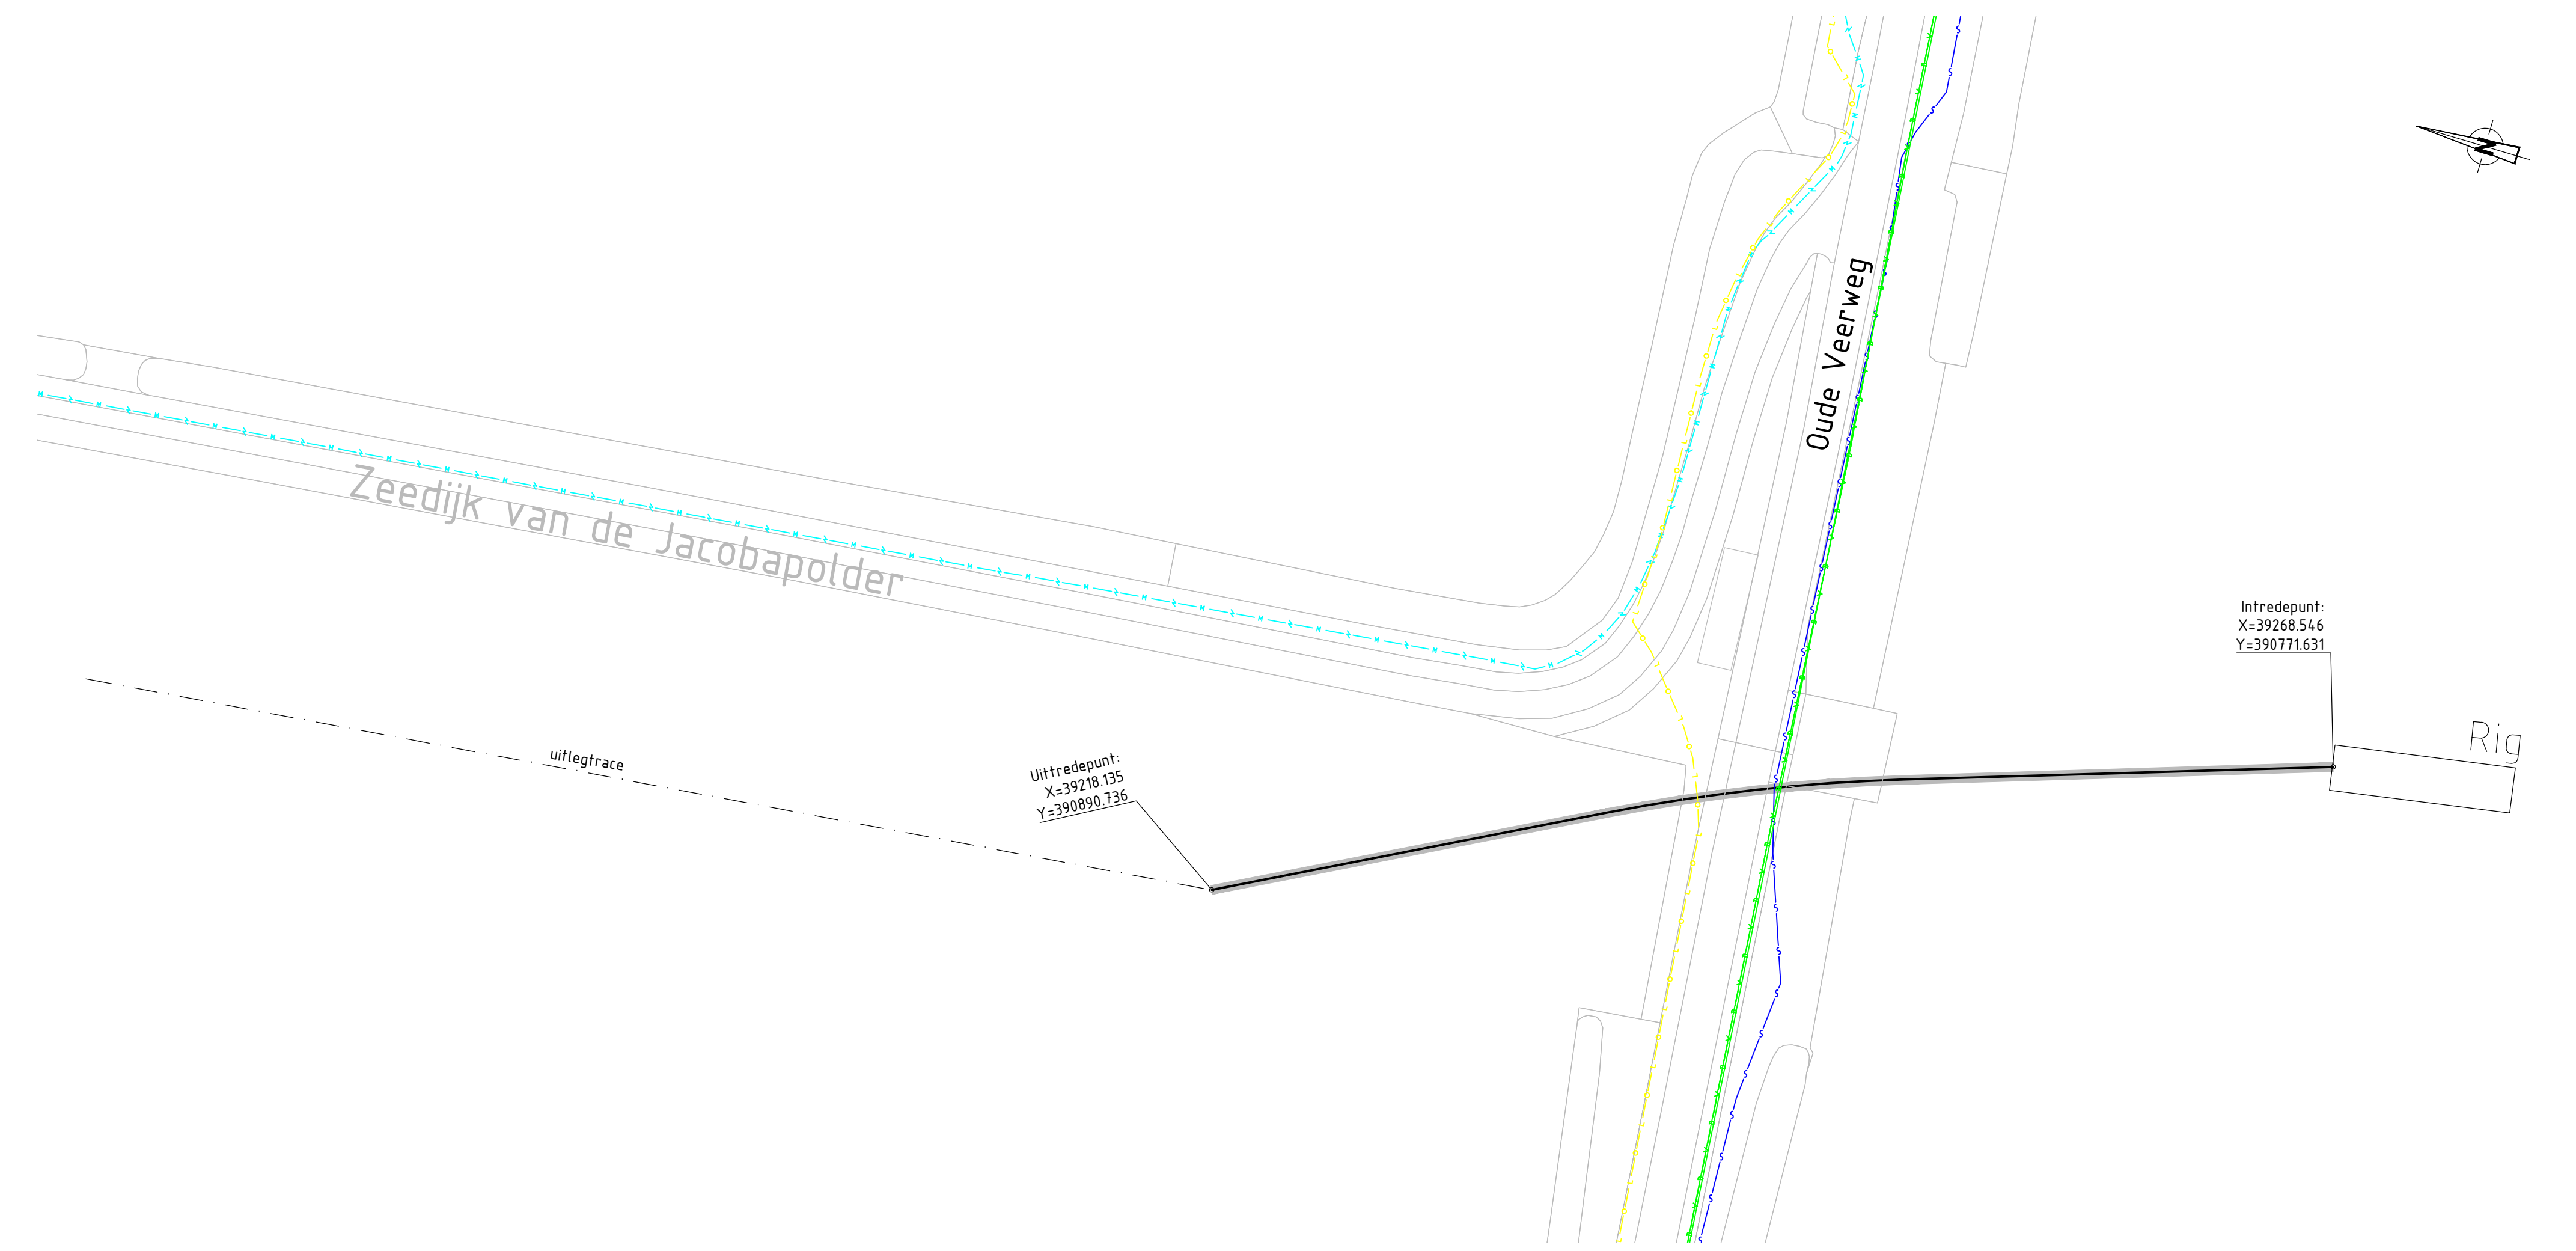 N
Oude Veerweg
Zeedijk van de Jacobapolder
Intredepunt:
X=39268.546
Y=390771.631
Rig
uitlegtrace
Uittredepunt:
X=39218.135
Y=390890.736